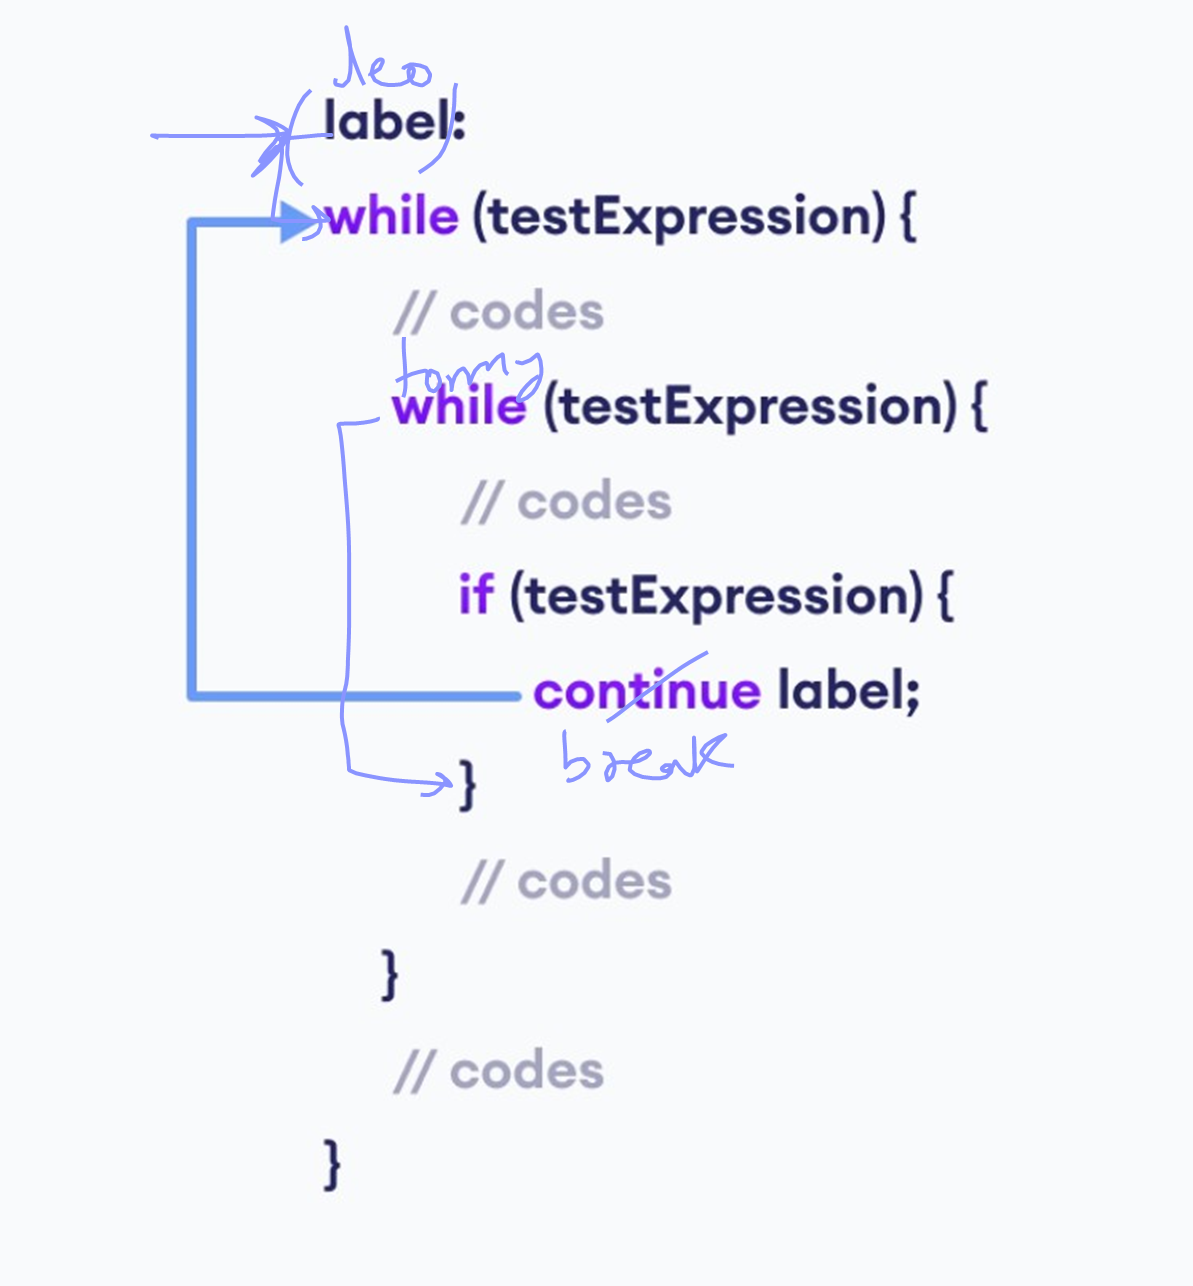 leo
label:
while (testExpression) {
// codes
tommy
while (testExpression) {
// codes
if (testExpression) {
continue label;
break
}
// codes
}
// codes
}